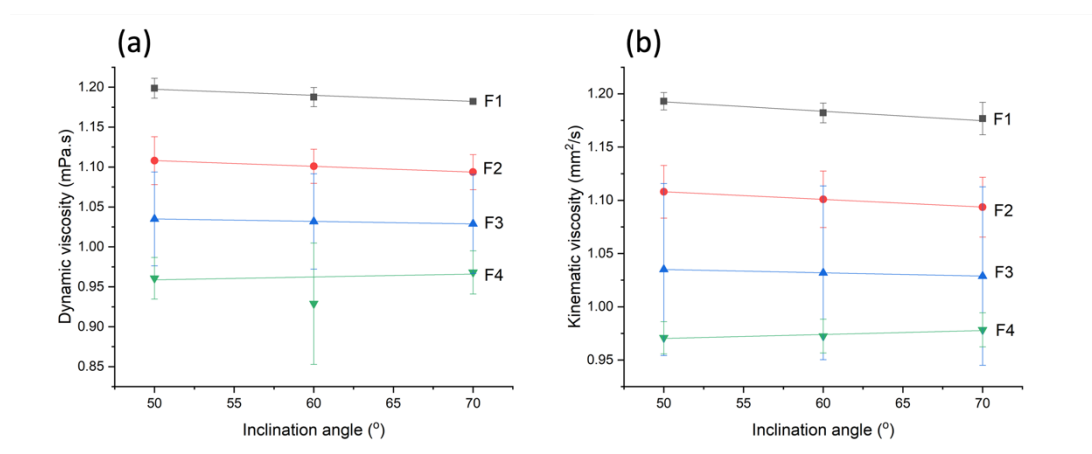 (a)
Dynamic viscosity (mPa.s)
1.20
1.15
1.10
1.05
1.00
0.95
0.90
0.85
F1
F2
F3
F4
50 55 60 65 70
Inclination angle (º)
(b)
Kinematic viscosity (mm²/s)
1.20
1.15
1.10
1.05
1.00
0.95
F1
F2
F3
F4
50 55 60 65 70
Inclination angle (º)